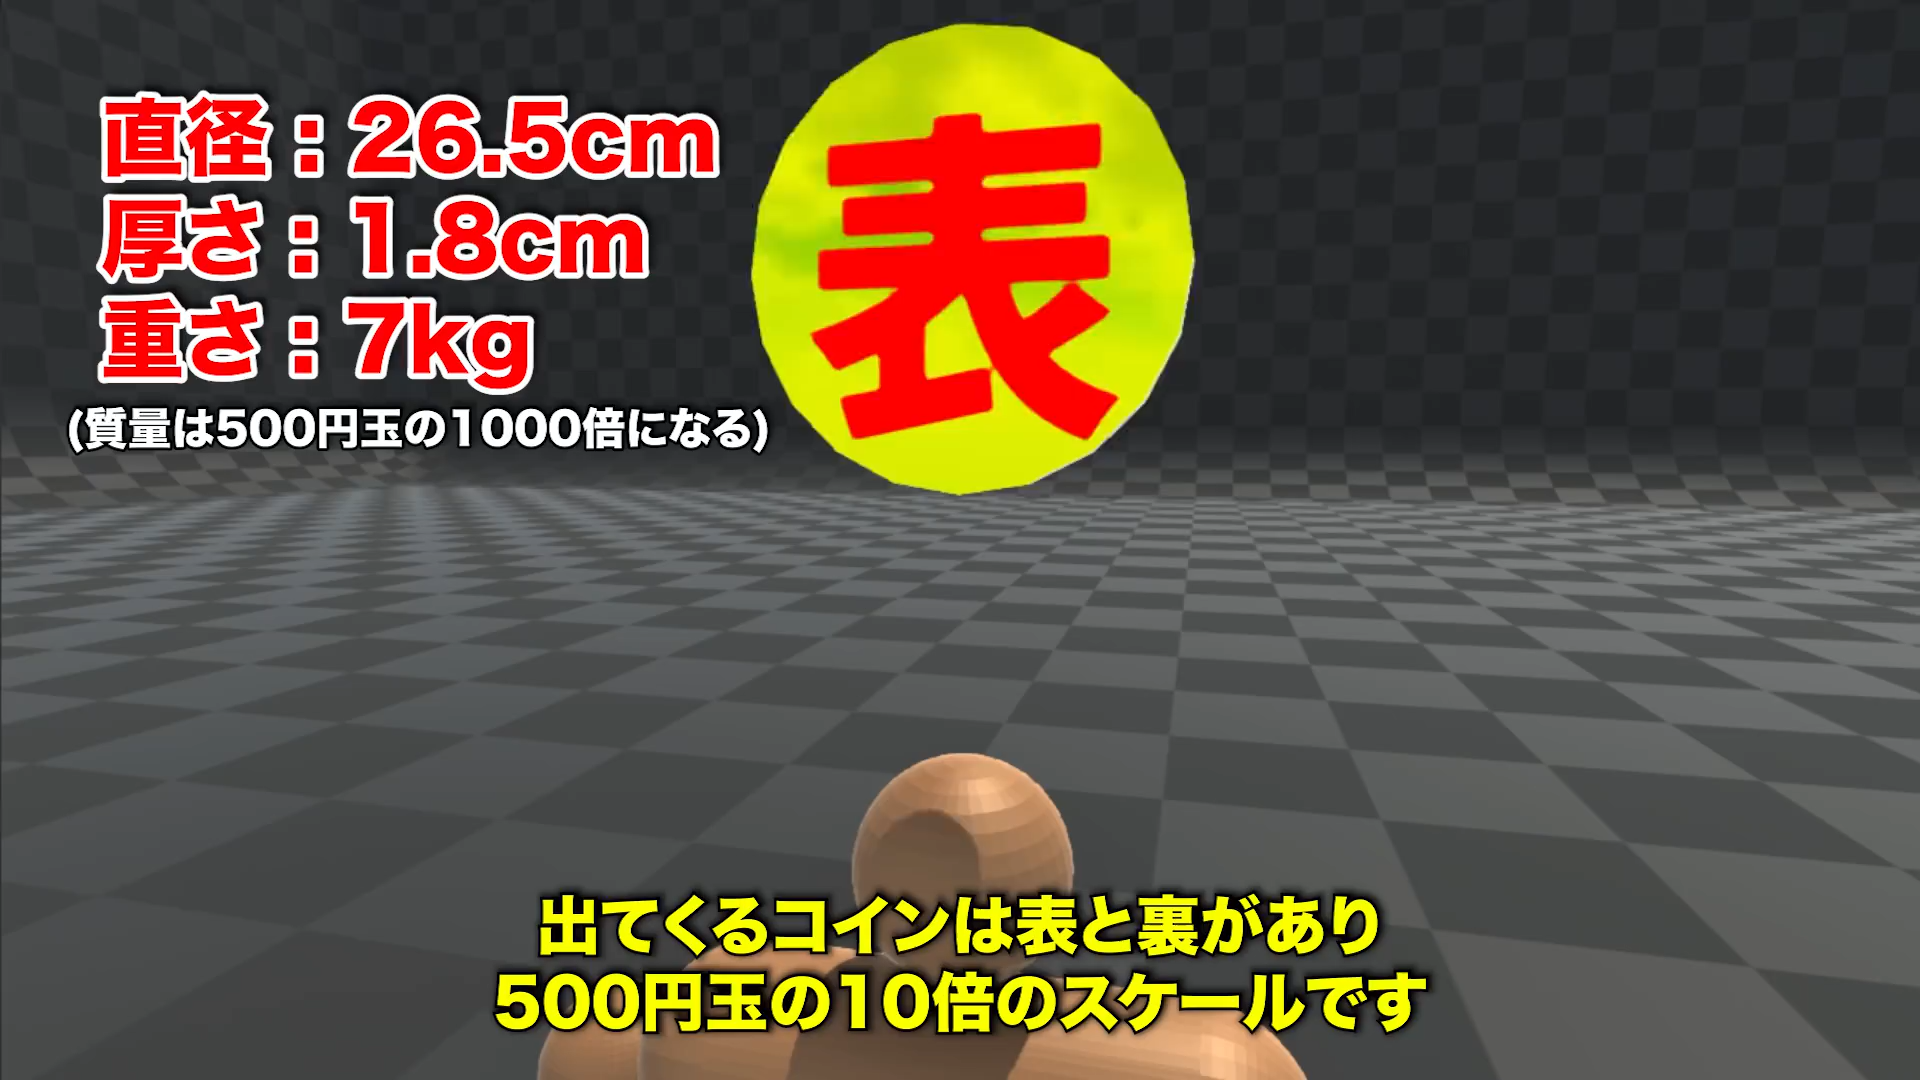 直径：26.5cm
厚さ：1.8cm
重さ：7kg
(質量は500円玉の1000倍になる)
表
出てくるコインは表と裏があり
500円玉の10倍のスケールです